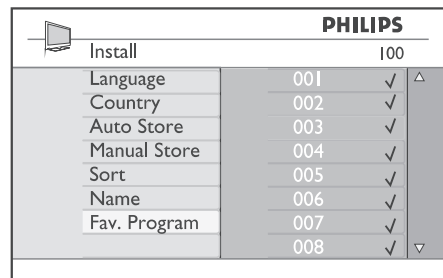 PHILIPS
Install 100
Language 001 ✓
Country 002 ✓
Auto Store 003 ✓
Manual Store 004 ✓
Sort 005 ✓
Name 006 ✓
Fav. Program 007 ✓
008 ✓